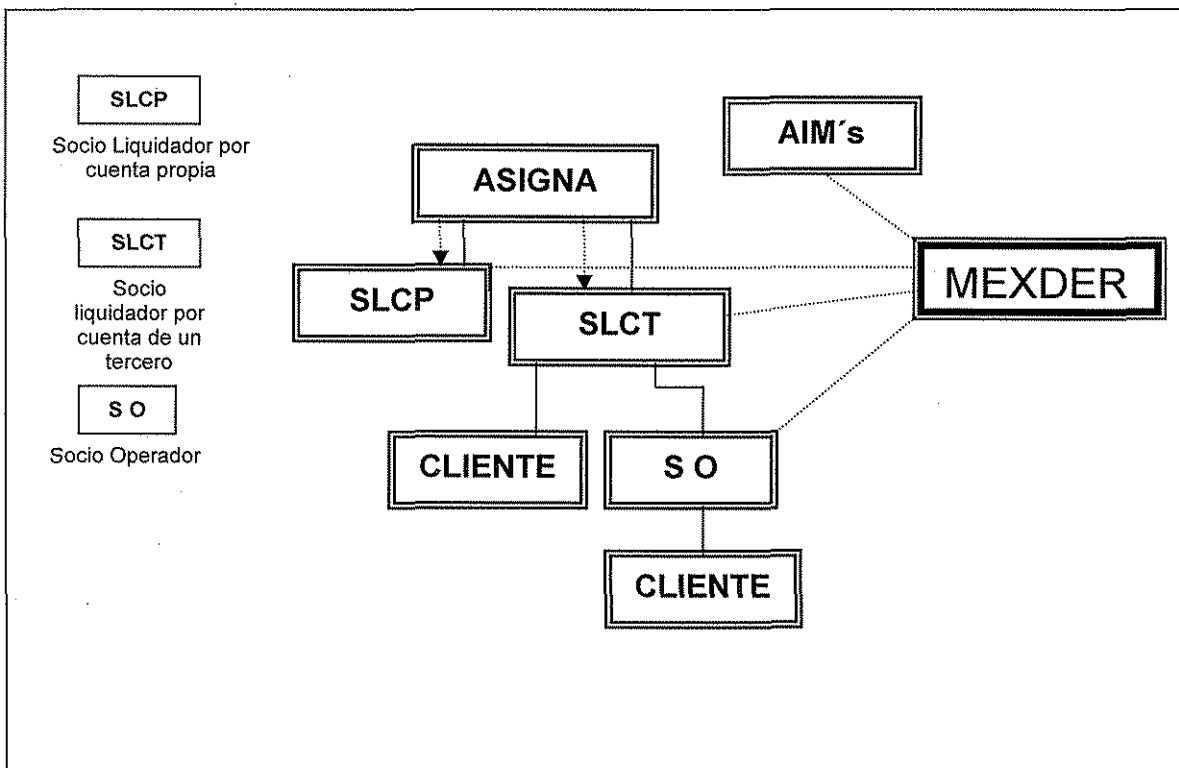 SLCP
Socio Liquidador por
cuenta propia
SLCT
Socio
liquidador por
cuenta de un
tercero
S O
Socio Operador
AIM´s
ASIGNA
MEXDER
SLCP
SLCT
CLIENTE
S O
CLIENTE